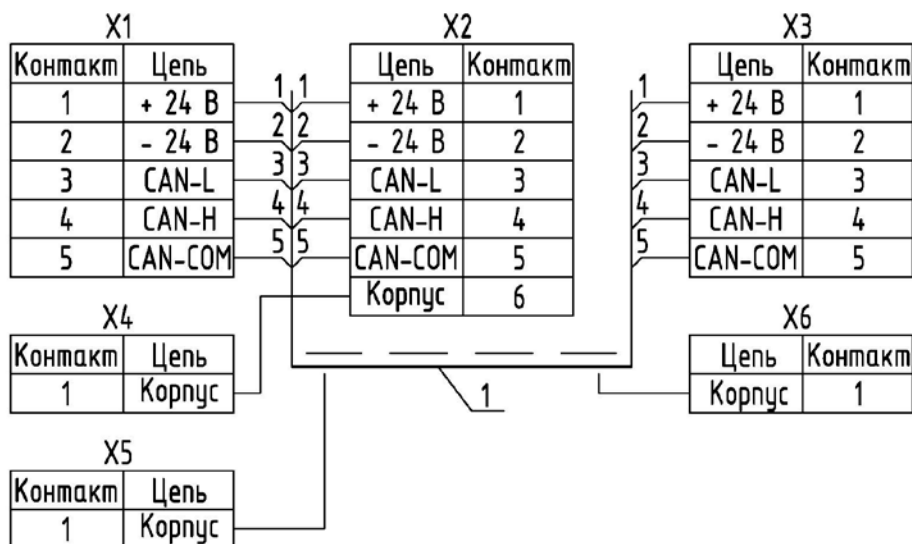 X1 X2 X3
Контакт Цепь Цепь Контакт Цепь Контакт
1 + 24 В 1 1 + 24 В 1 1 + 24 В 1
2 - 24 В 2 2 - 24 В 2 2 - 24 В 2
3 CAN-L 3 3 CAN-L 3 3 CAN-L 3
4 CAN-H 4 4 CAN-H 4 4 CAN-H 4
5 CAN-COM 5 5 CAN-COM 5 5 CAN-COM 5
Корпус 6
X4 X6
Контакт Цепь Цепь Контакт
1 Корпус 1 Корпус 1
X5
Контакт Цепь
1 Корпус